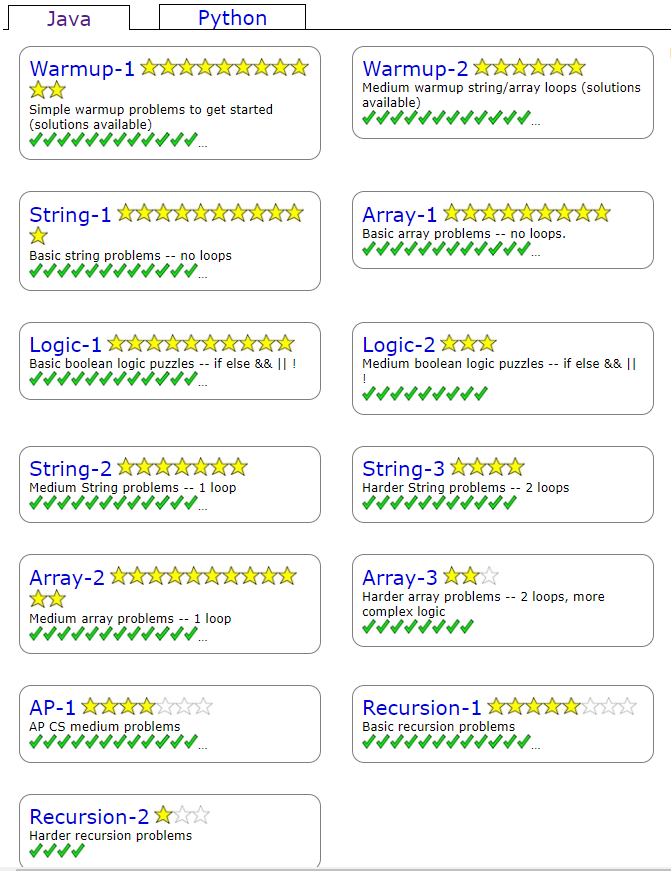 Java
Python
Warmup-1
Simple warmup problems to get started
(solutions available)
...
Warmup-2
Medium warmup string/array loops (solutions
available)
...
String-1
Basic string problems -- no loops
...
Array-1
Basic array problems -- no loops.
...
Logic-1
Basic boolean logic puzzles -- if else && || !
...
Logic-2
Medium boolean logic puzzles -- if else && ||
!
String-2
Medium String problems -- 1 loop
...
String-3
Harder String problems -- 2 loops
Array-2
Medium array problems -- 1 loop
...
Array-3
Harder array problems -- 2 loops, more
complex logic
AP-1
AP CS medium problems
...
Recursion-1
Basic recursion problems
...
Recursion-2
Harder recursion problems